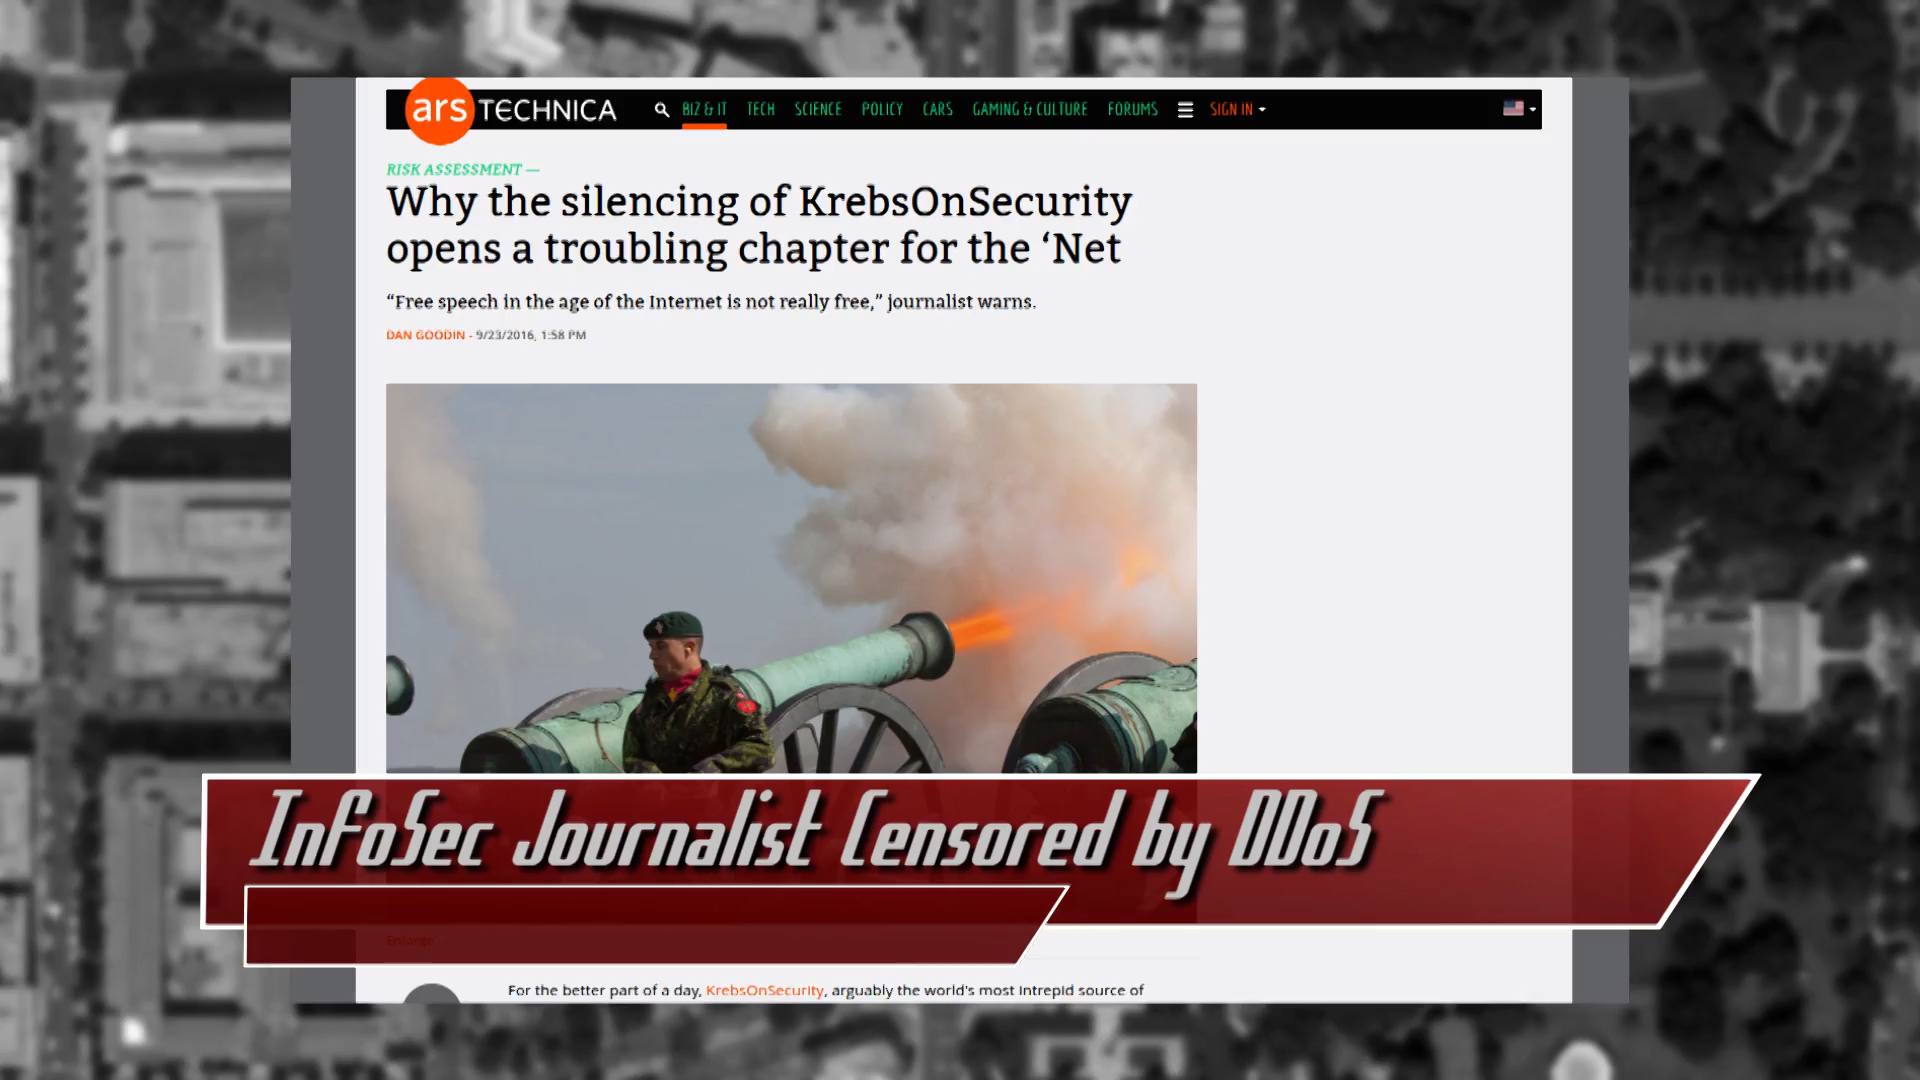 ars TECHNICA BIZ & IT TECH SCIENCE POLICY CARS GAMING & CULTURE FORUMS SIGN IN
RISK ASSESSMENT —
Why the silencing of KrebsOnSecurity
opens a troubling chapter for the ‘Net
“Free speech in the age of the Internet is not really free,” journalist warns.
DAN GOODIN - 9/23/2016, 1:58 PM
InFoSec Journalist Censored by DDoS
Enlarge
For the better part of a day, KrebsOnSecurity, arguably the world's most intrepid source of